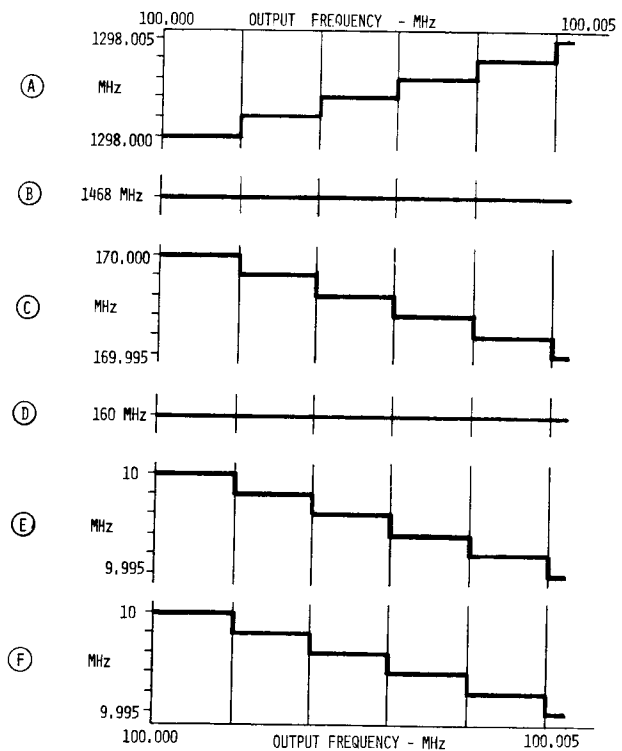 100.000 OUTPUT FREQUENCY - MHz 100.005
1298.005
Ⓐ MHz
1298.000
Ⓑ 1468 MHz
170.000
Ⓒ MHz
169.995
Ⓓ 160 MHz
10
Ⓔ MHz
9.995
10
Ⓕ MHz
9.995
100.000 OUTPUT FREQUENCY - MHz 100.005